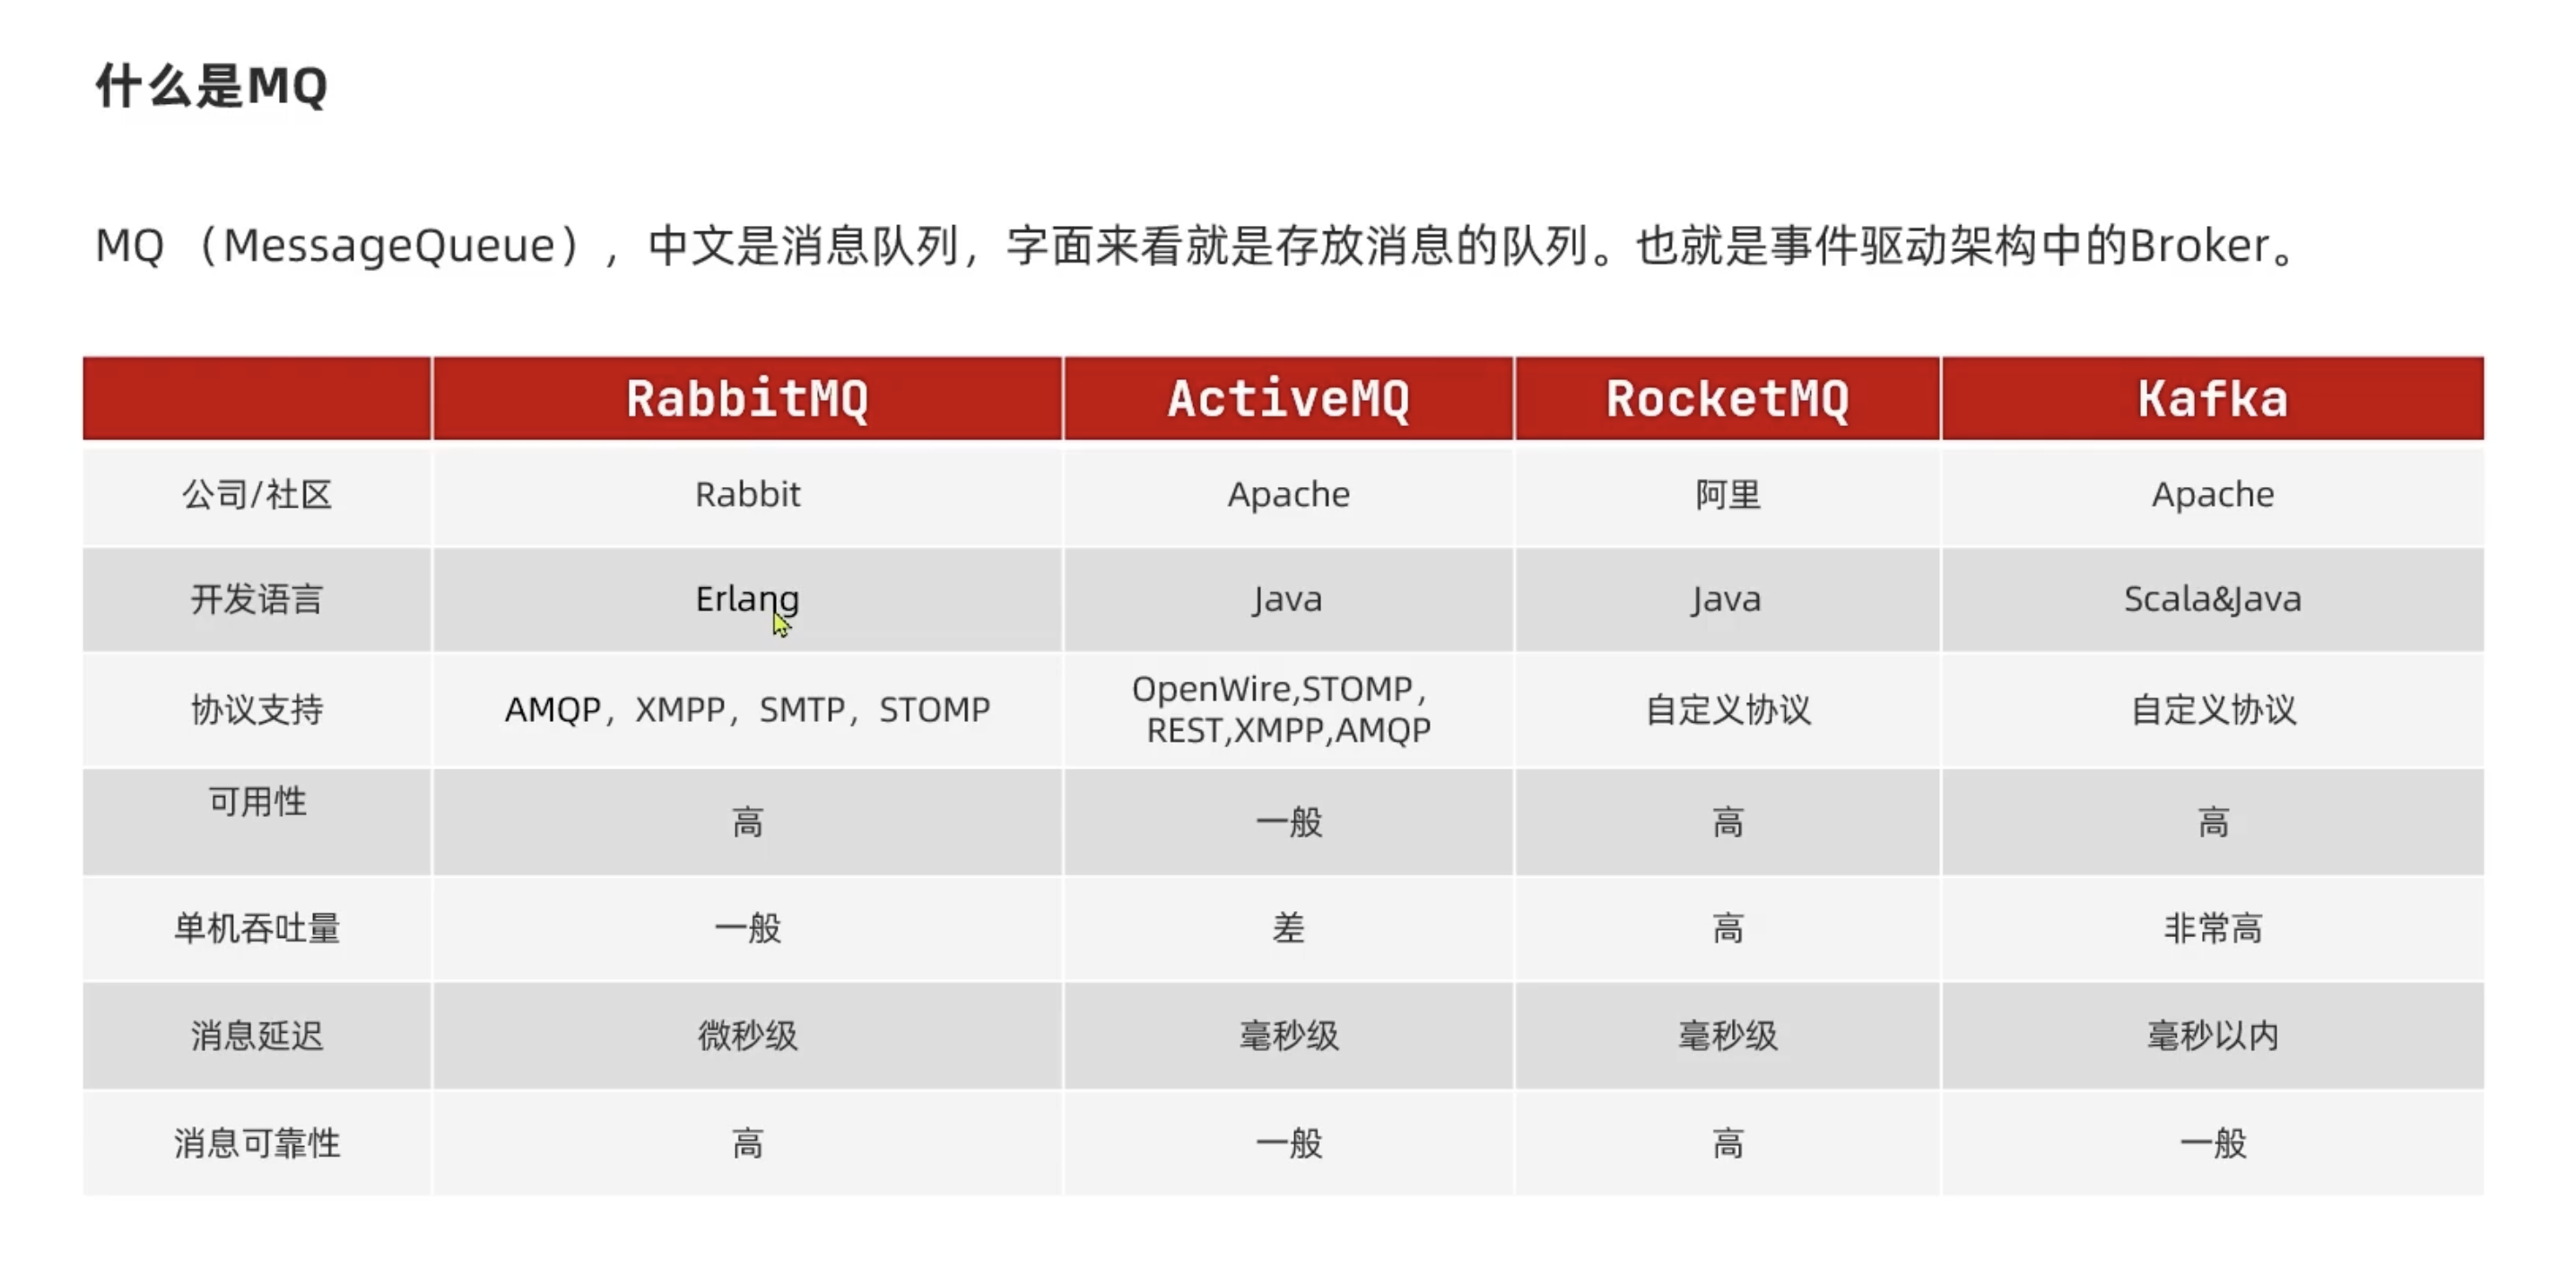 什么是MQ
MQ （MessageQueue），中文是消息队列，字面来看就是存放消息的队列。也就是事件驱动架构中的Broker。
RabbitMQ ActiveMQ RocketMQ Kafka
公司/社区 Rabbit Apache 阿里 Apache
开发语言 Erlang Java Java Scala&Java
协议支持 AMQP，XMPP，SMTP，STOMP OpenWire,STOMP，
REST,XMPP,AMQP 自定义协议 自定义协议
可用性 高 一般 高 高
单机吞吐量 一般 差 高 非常高
消息延迟 微秒级 毫秒级 毫秒级 毫秒以内
消息可靠性 高 一般 高 一般